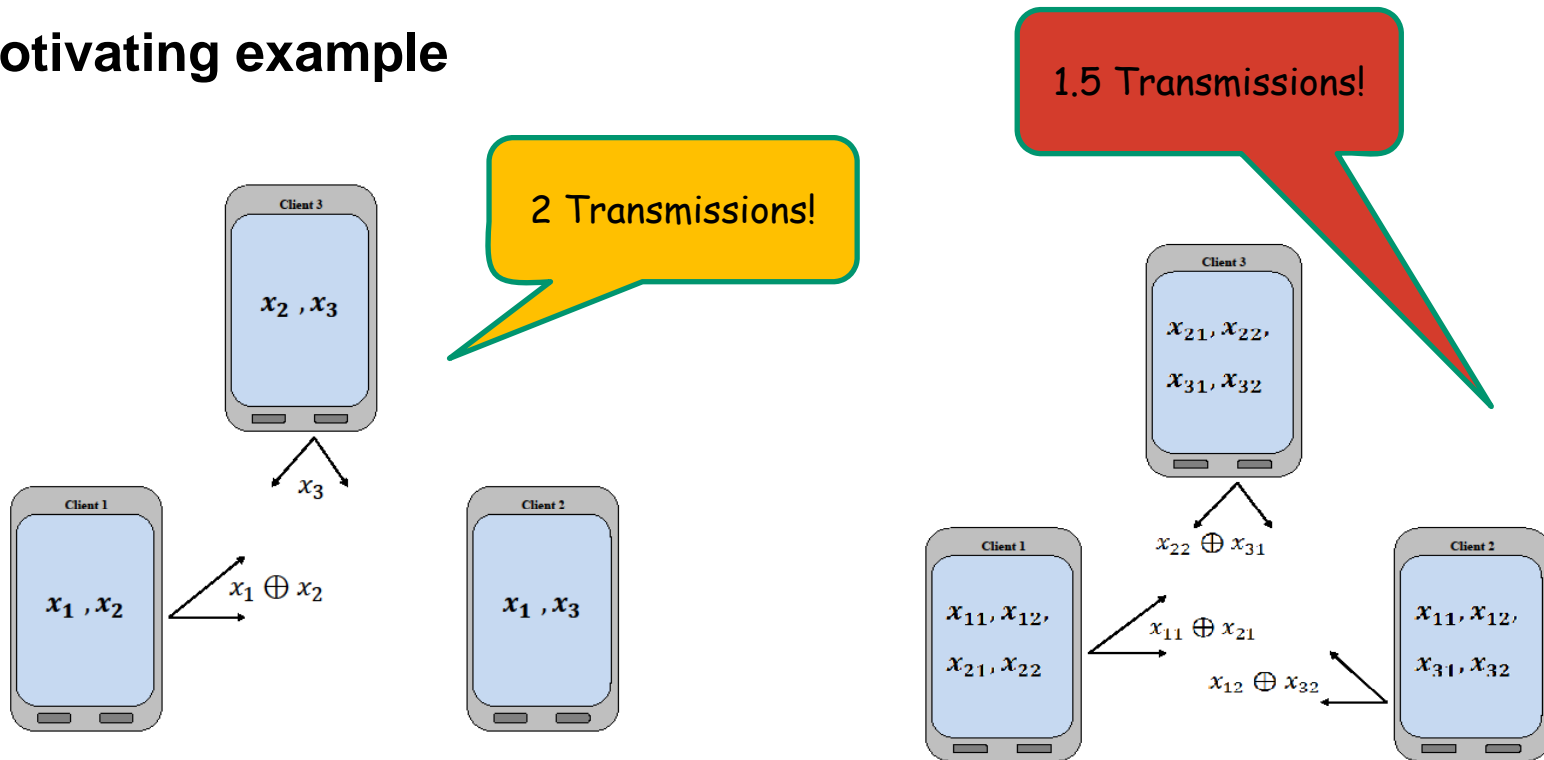 otivating example
1.5 Transmissions!
2 Transmissions!
Client 3
x₂ , x₃
x₃
Client 1
x₁ , x₂
x₁ ⊕ x₂
Client 2
x₁ , x₃
Client 3
x₂₁, x₂₂,
x₃₁, x₃₂
x₂₂ ⊕ x₃₁
Client 1
x₁₁, x₁₂,
x₂₁, x₂₂
x₁₁ ⊕ x₂₁
x₁₂ ⊕ x₃₂
Client 2
x₁₁, x₁₂,
x₃₁, x₃₂